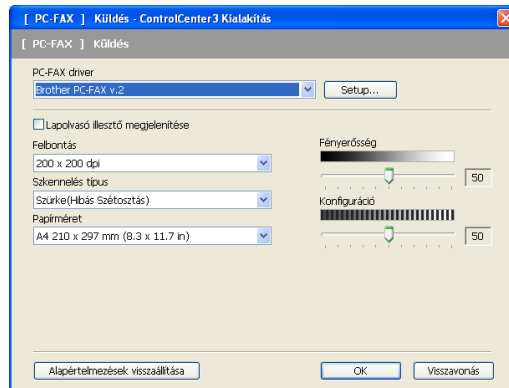 [ PC-FAX ] Küldés - ControlCenter3 Kialakítás
[ PC-FAX ] Küldés
PC-FAX driver
Brother PC-FAX v.2
Setup...
Lapolvasó illesztő megjelenítése
Felbontás
200 x 200 dpi
Szkennelés típus
Szürke(Hibás Szétosztás)
Papírméret
A4 210 x 297 mm (8.3 x 11.7 in)
Fényerősség
50
Konfiguráció
50
Alapértelmezések visszaállítása
OK
Visszavonás